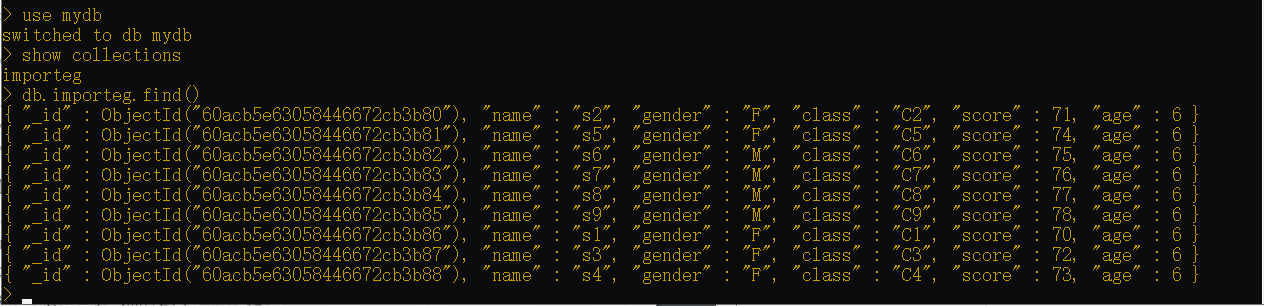 > use mydb
switched to db mydb
> show collections
importeg
> db.importeg.find()
{ "_id" : ObjectId("60acb5e63058446672cb3b80"), "name" : "s2", "gender" : "F", "class" : "C2", "score" : 71, "age" : 6 }
{ "_id" : ObjectId("60acb5e63058446672cb3b81"), "name" : "s5", "gender" : "F", "class" : "C5", "score" : 74, "age" : 6 }
{ "_id" : ObjectId("60acb5e63058446672cb3b82"), "name" : "s6", "gender" : "M", "class" : "C6", "score" : 75, "age" : 6 }
{ "_id" : ObjectId("60acb5e63058446672cb3b83"), "name" : "s7", "gender" : "M", "class" : "C7", "score" : 76, "age" : 6 }
{ "_id" : ObjectId("60acb5e63058446672cb3b84"), "name" : "s8", "gender" : "M", "class" : "C8", "score" : 77, "age" : 6 }
{ "_id" : ObjectId("60acb5e63058446672cb3b85"), "name" : "s9", "gender" : "M", "class" : "C9", "score" : 78, "age" : 6 }
{ "_id" : ObjectId("60acb5e63058446672cb3b86"), "name" : "s1", "gender" : "F", "class" : "C1", "score" : 70, "age" : 6 }
{ "_id" : ObjectId("60acb5e63058446672cb3b87"), "name" : "s3", "gender" : "F", "class" : "C3", "score" : 72, "age" : 6 }
{ "_id" : ObjectId("60acb5e63058446672cb3b88"), "name" : "s4", "gender" : "F", "class" : "C4", "score" : 73, "age" : 6 }
>